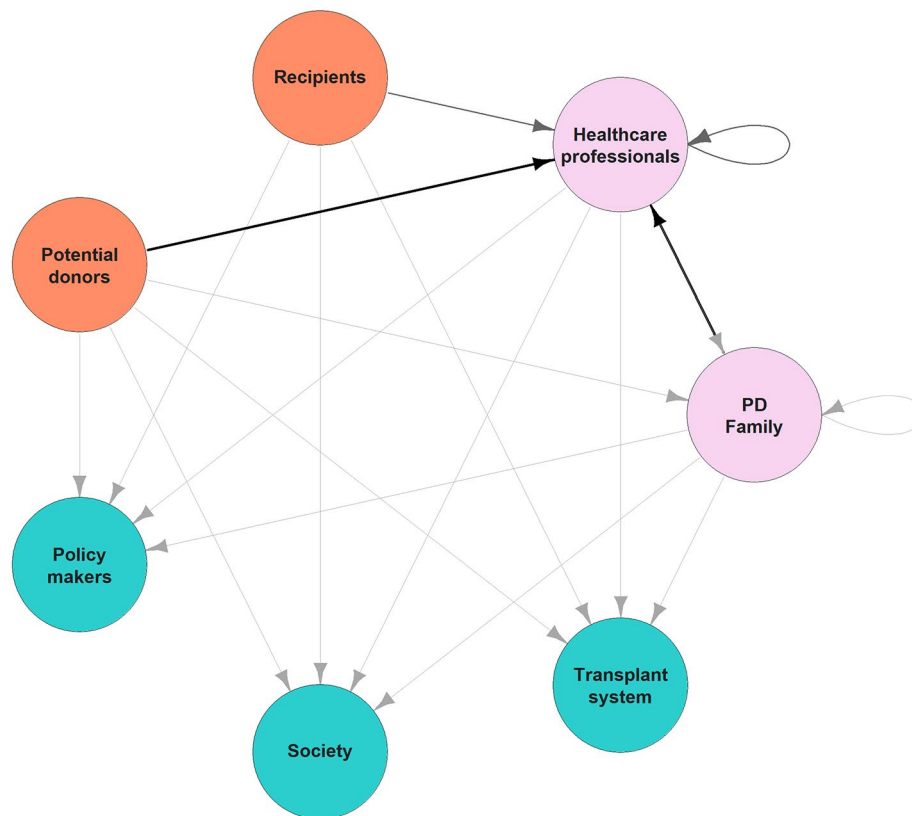 Recipients
Healthcare
professionals
Potential
donors
PD
Family
Policy
makers
Transplant
system
Society